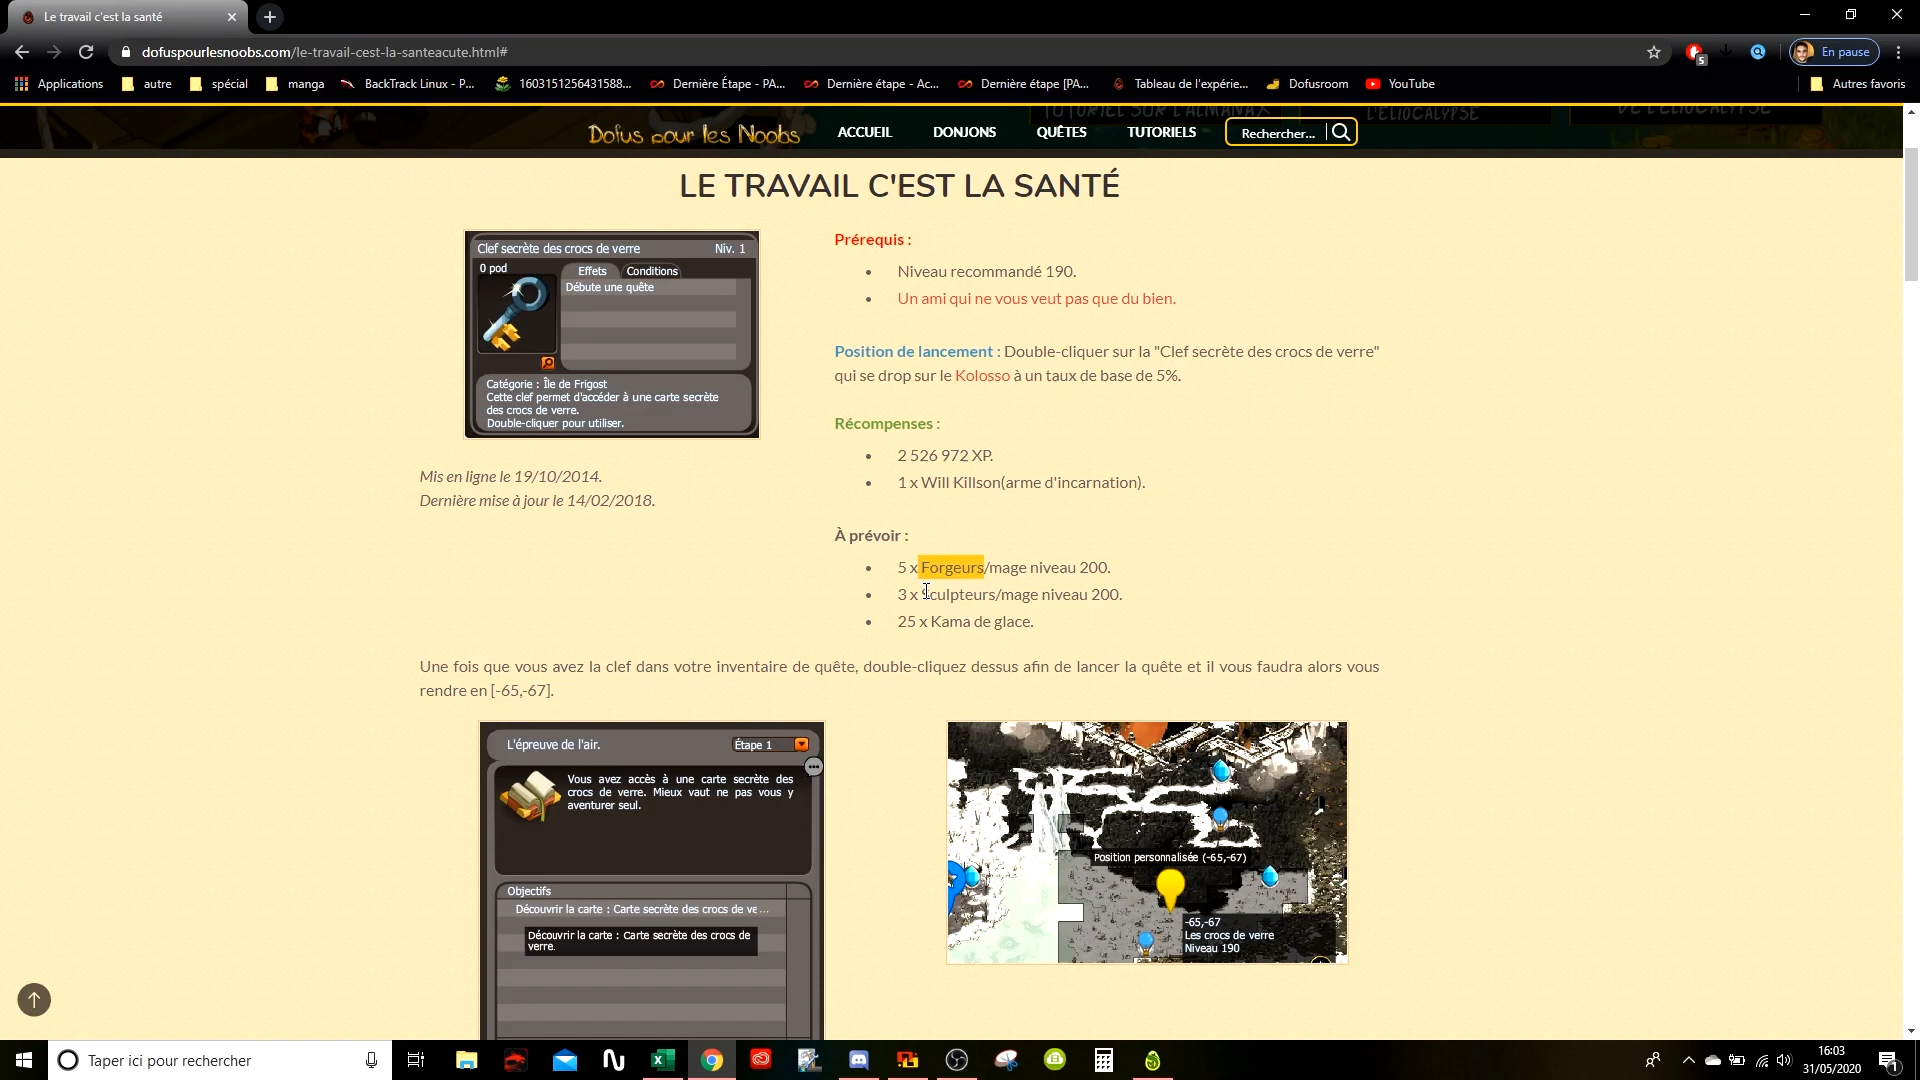 Le travail c'est la santé
dofuspourlesnoobs.com/le-travail-cest-la-santeacute.html#
5
En pause
Applications
autre
spécial
manga
BackTrack Linux - P...
1603151256431588...
Dernière Étape - PA...
Dernière étape - Ac...
Dernière étape [PA...
Tableau de l'expérie...
Dofusroom
YouTube
Autres favoris
TUTORIEL SUR L'ALMANAX
L'ÉLIOCALYPSE
DE L'ÉLIOCALYPSE
Dofus pour les Noobs
ACCUEIL
DONJONS
QUÊTES
TUTORIELS
Rechercher...
LE TRAVAIL C'EST LA SANTÉ
Clef secrète des crocs de verre
Niv. 1
0 pod
Effets
Conditions
Débute une quête
Catégorie : Île de Frigost
Cette clef permet d'accéder à une carte secrète
des crocs de verre.
Double-cliquer pour utiliser.
Mis en ligne le 19/10/2014.
Dernière mise à jour le 14/02/2018.
Prérequis :
Niveau recommandé 190.
Un ami qui ne vous veut pas que du bien.
Position de lancement : Double-cliquer sur la "Clef secrète des crocs de verre"
qui se drop sur le Kolosso à un taux de base de 5%.
Récompenses :
2 526 972 XP.
1 x Will Killson(arme d'incarnation).
À prévoir :
5 x Forgeurs/mage niveau 200.
3 x Sculpteurs/mage niveau 200.
25 x Kama de glace.
Une fois que vous avez la clef dans votre inventaire de quête, double-cliquez dessus afin de lancer la quête et il vous faudra alors vous
rendre en [-65,-67].
L'épreuve de l'air.
Étape 1
Vous avez accès à une carte secrète des
crocs de verre. Mieux vaut ne pas vous y
aventurer seul.
Objectifs
Découvrir la carte : Carte secrète des crocs de ve...
Découvrir la carte : Carte secrète des crocs de
verre.
Position personnalisée (-65,-67)
-65,-67
Les crocs de verre
Niveau 190
Taper ici pour rechercher
16:03
31/05/2020
1